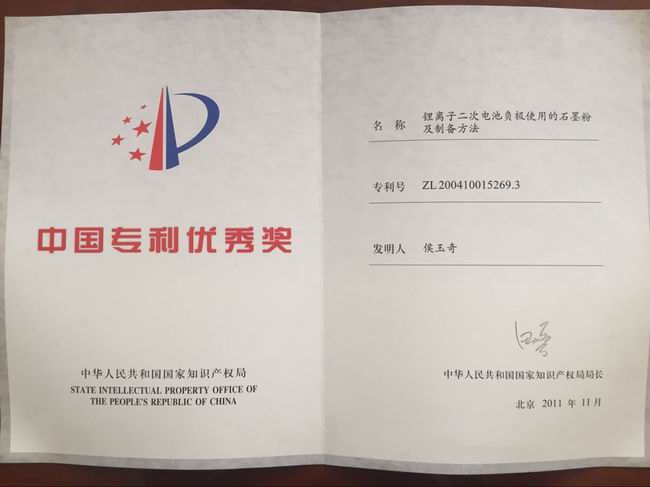 中国专利优秀奖
中华人民共和国国家知识产权局
STATE INTELLECTUAL PROPERTY OFFICE OF
THE PEOPLE'S REPUBLIC OF CHINA
名 称 锂离子二次电池负极使用的石墨粉
及制备方法
专利号 ZL 200410015269.3
发明人 侯玉奇
中华人民共和国国家知识产权局局长
北京 2011 年 11 月